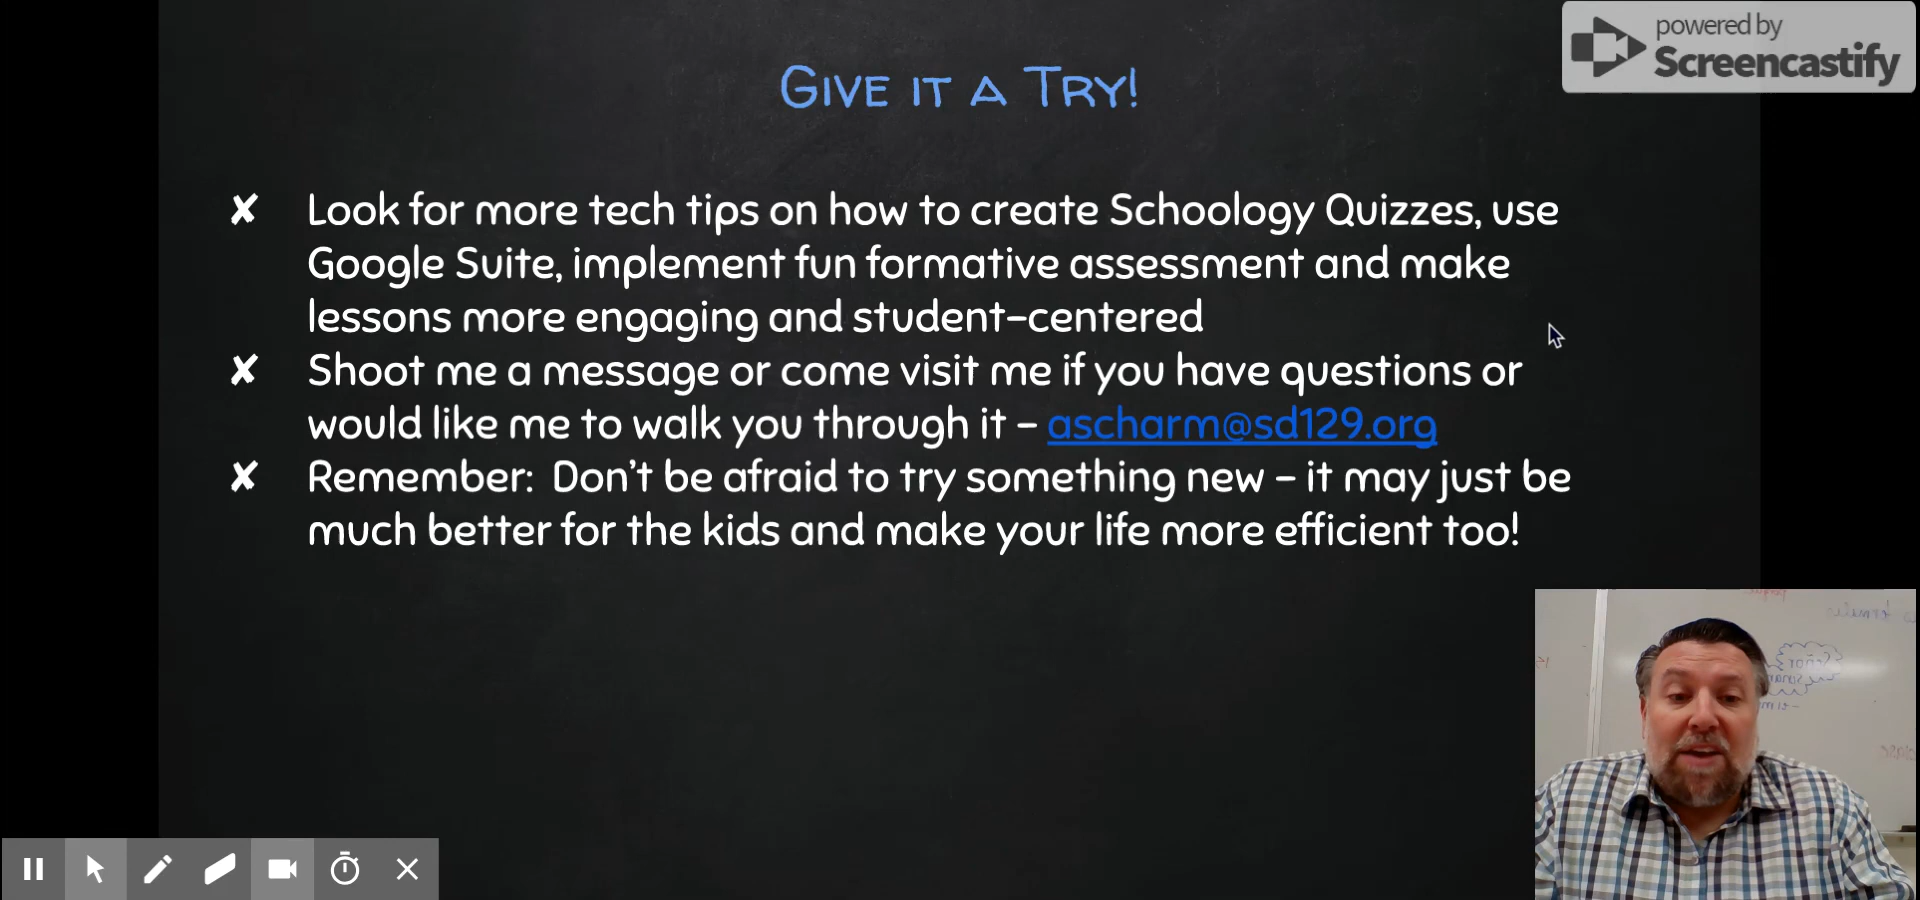 powered by
Screencastify
Give it a Try!
✘ Look for more tech tips on how to create Schoology Quizzes, use
Google Suite, implement fun formative assessment and make
lessons more engaging and student-centered
✘ Shoot me a message or come visit me if you have questions or
would like me to walk you through it - ascharm@sd129.org
✘ Remember:  Don't be afraid to try something new - it may just be
much better for the kids and make your life more efficient too!
Señor